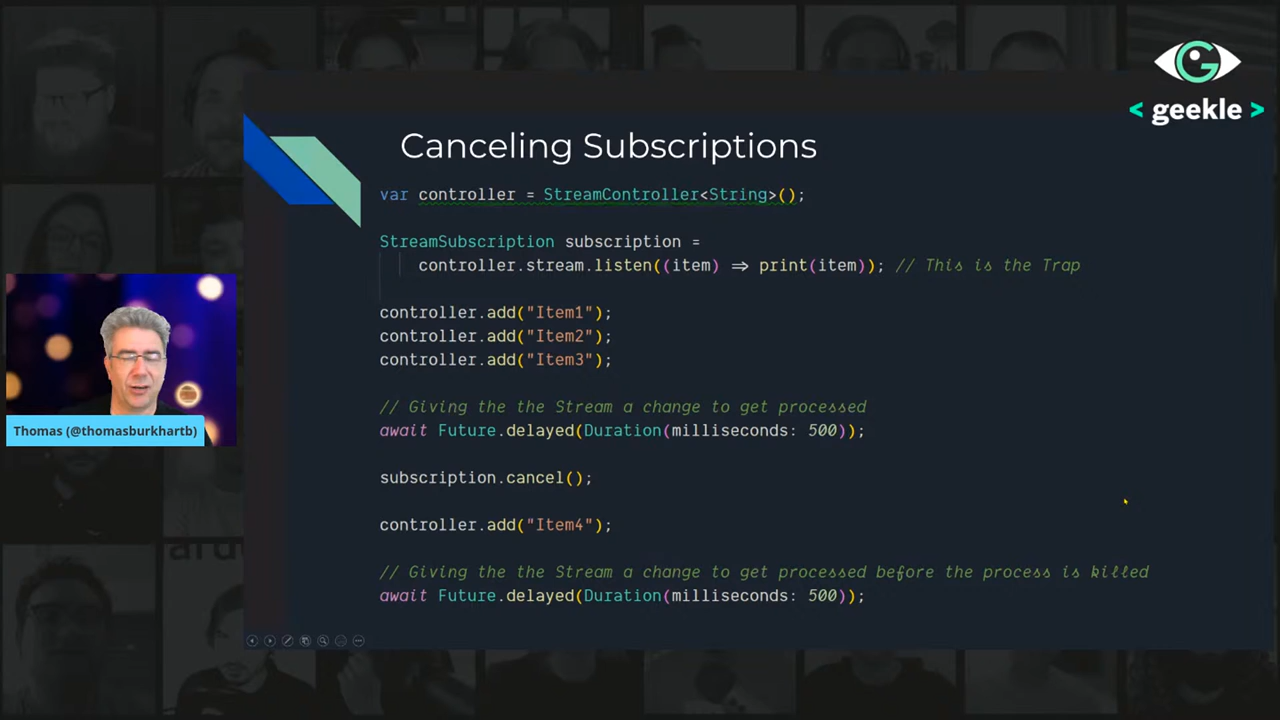 G
< geekle >
Canceling Subscriptions
var controller = StreamController<String>();
StreamSubscription subscription =
controller.stream.listen((item) => print(item)); // This is the Trap
controller.add("Item1");
controller.add("Item2");
controller.add("Item3");
// Giving the the Stream a change to get processed
await Future.delayed(Duration(milliseconds: 500));
subscription.cancel();
controller.add("Item4");
// Giving the the Stream a change to get processed before the process is killed
await Future.delayed(Duration(milliseconds: 500));
Thomas (@thomasburkhartb)